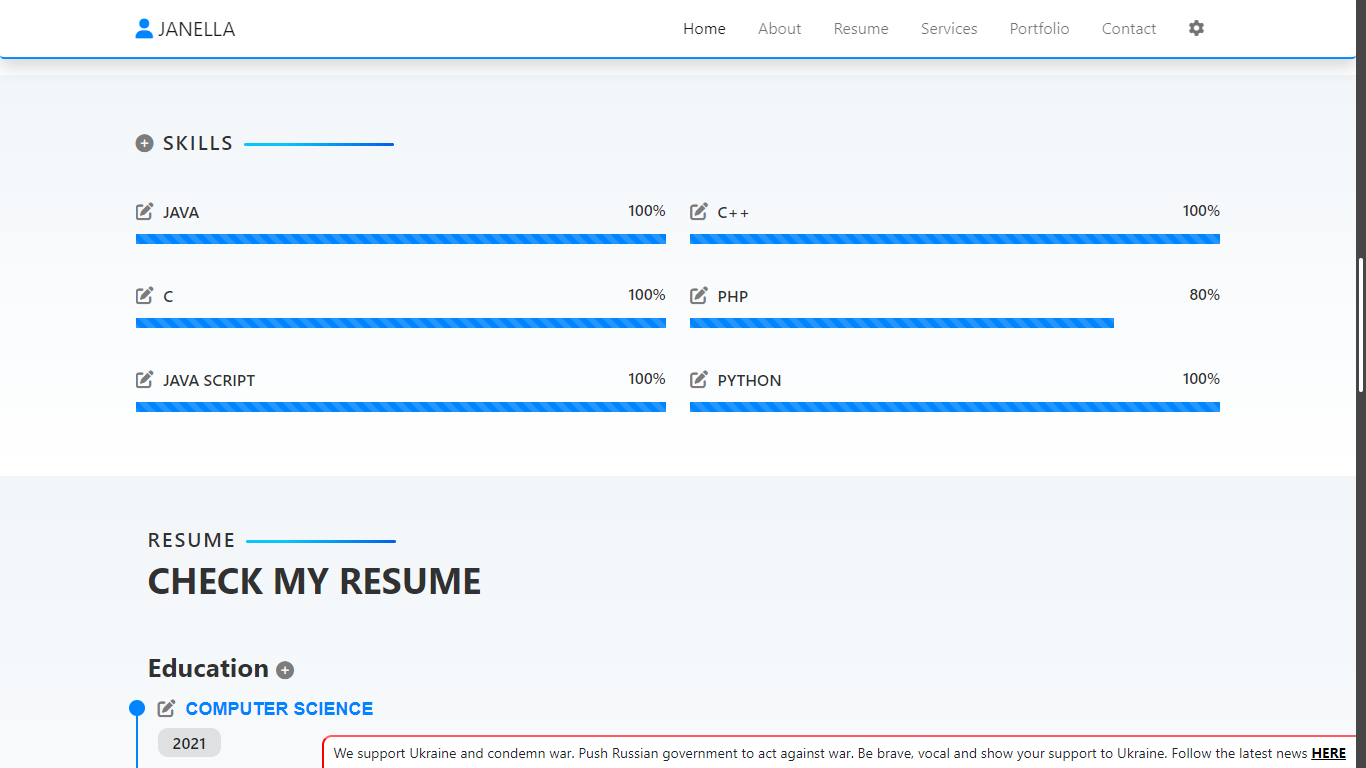 JANELLA
Home About Resume Services Portfolio Contact
SKILLS
JAVA 100%
C++ 100%
C 100%
PHP 80%
JAVA SCRIPT 100%
PYTHON 100%
RESUME
CHECK MY RESUME
Education
COMPUTER SCIENCE
2021
We support Ukraine and condemn war. Push Russian government to act against war. Be brave, vocal and show your support to Ukraine. Follow the latest news HERE